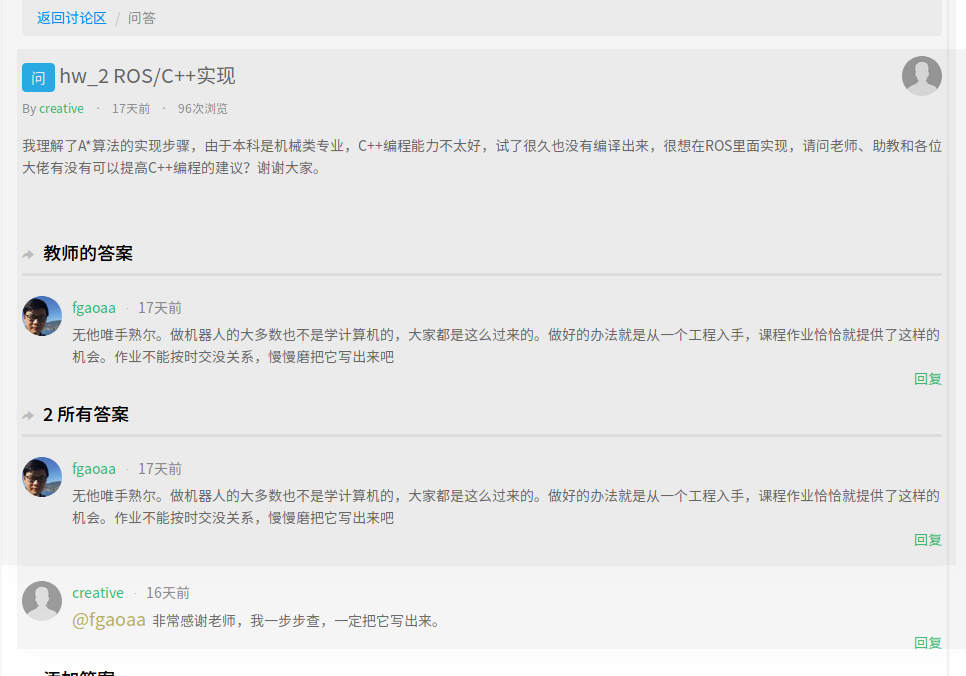 返回讨论区 / 问答
问 hw_2 ROS/C++实现
By creative · 17天前 · 96次浏览
我理解了A*算法的实现步骤，由于本科是机械类专业，C++编程能力不太好，试了很久也没有编译出来，很想在ROS里面实现，请问老师、助教和各位
大佬有没有可以提高C++编程的建议？谢谢大家。
教师的答案
fgaoaa · 17天前
无他唯手熟尔。做机器人的大多数也不是学计算机的，大家都是这么过来的。做好的办法就是从一个工程入手，课程作业恰恰就提供了这样的
机会。作业不能按时交没关系，慢慢磨把它写出来吧
回复
2 所有答案
fgaoaa · 17天前
无他唯手熟尔。做机器人的大多数也不是学计算机的，大家都是这么过来的。做好的办法就是从一个工程入手，课程作业恰恰就提供了这样的
机会。作业不能按时交没关系，慢慢磨把它写出来吧
回复
creative · 16天前
@fgaoaa 非常感谢老师，我一步步查，一定把它写出来。
回复
添加答案